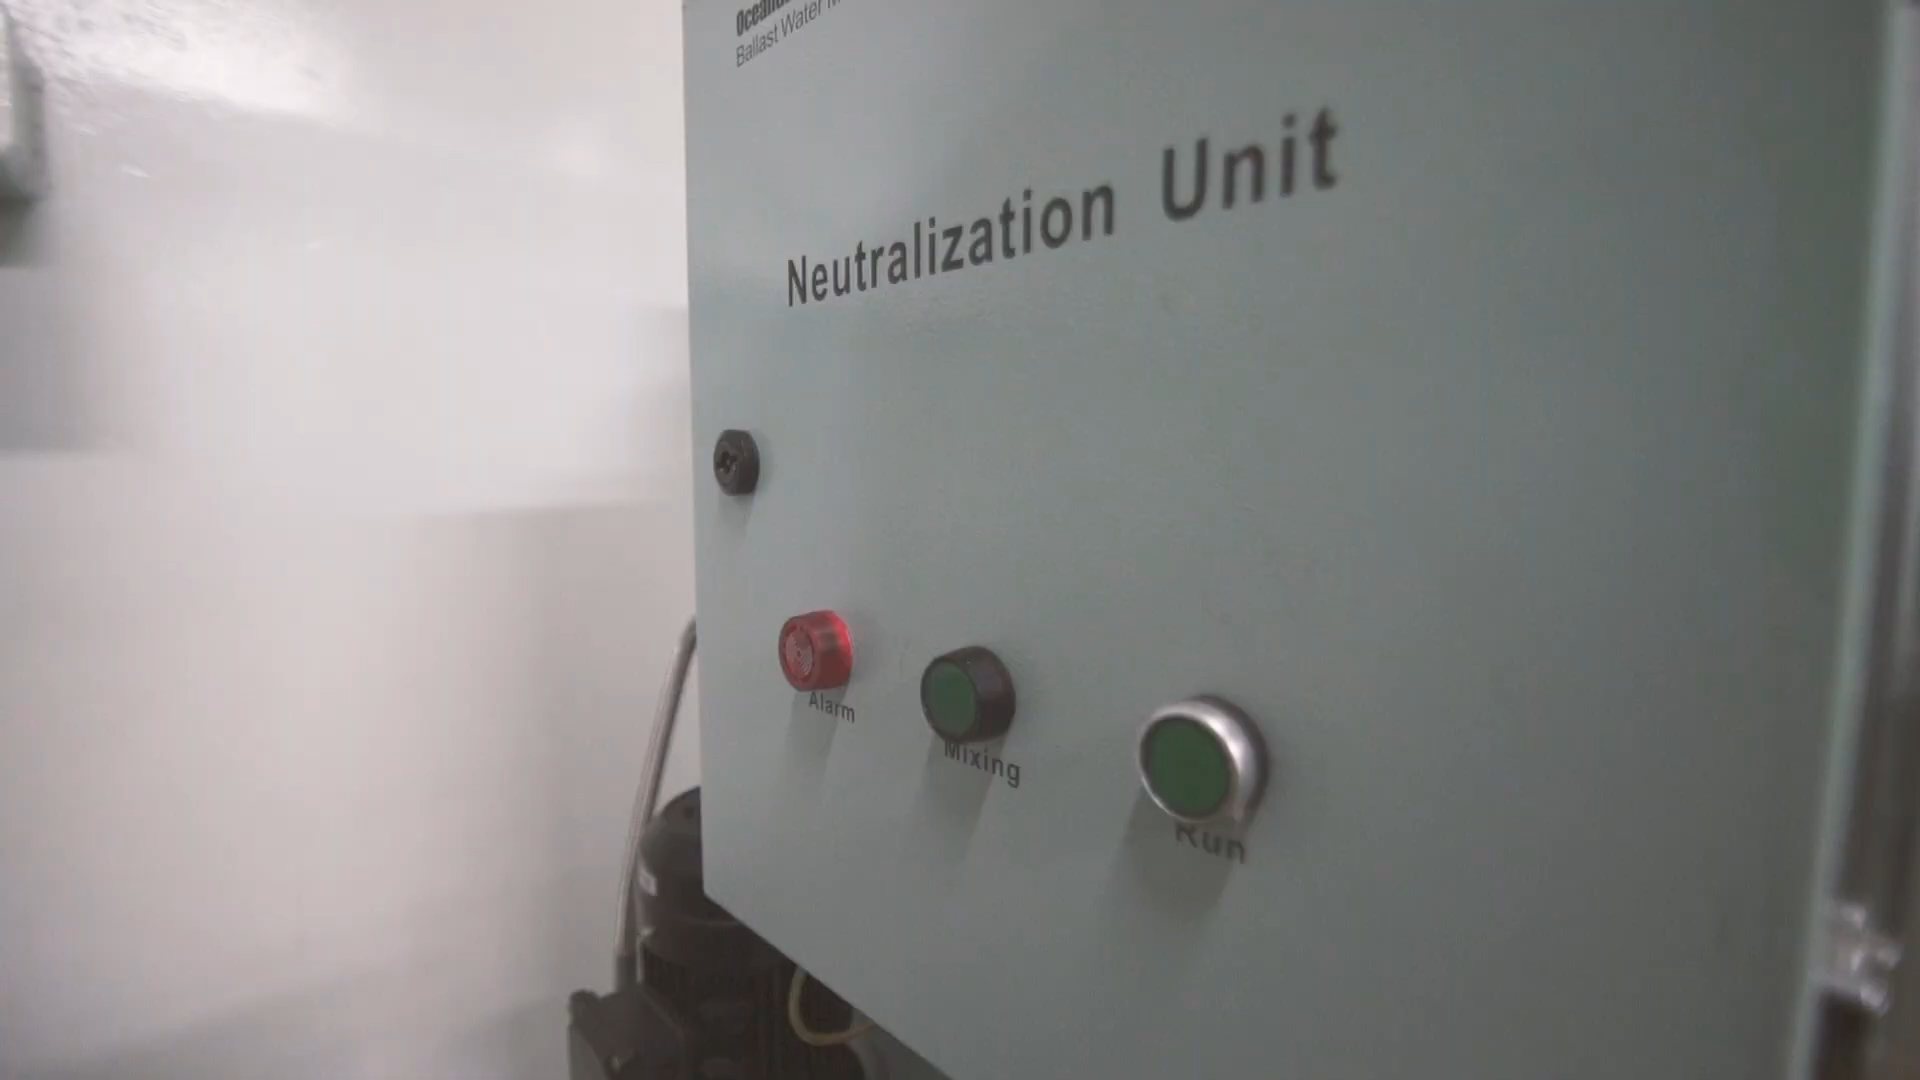 Ballast Water
Neutralization Unit
Alarm
Mixing
Run